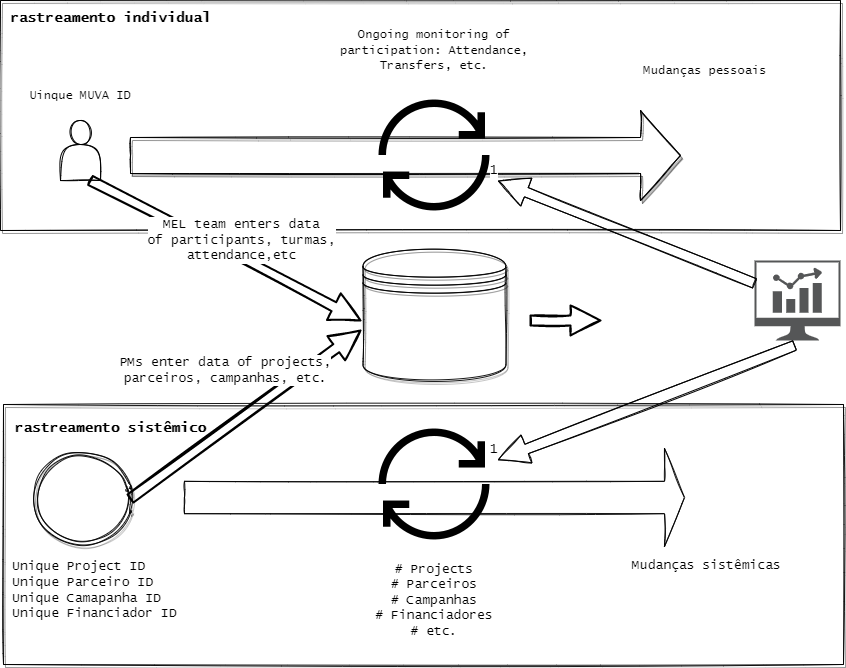 rastreamento individual
Ongoing monitoring of
participation: Attendance,
Transfers, etc.
Mudanças pessoais
Uinque MUVA ID
1
MEL team enters data
of participants, turmas,
attendance,etc
PMs enter data of projects,
parceiros, campanhas, etc.
rastreamento sistêmico
1
Unique Project ID
Unique Parceiro ID
Unique Camapanha ID
Unique Financiador ID
# Projects
# Parceiros
# Campanhas
# Financiadores
# etc.
Mudanças sistêmicas